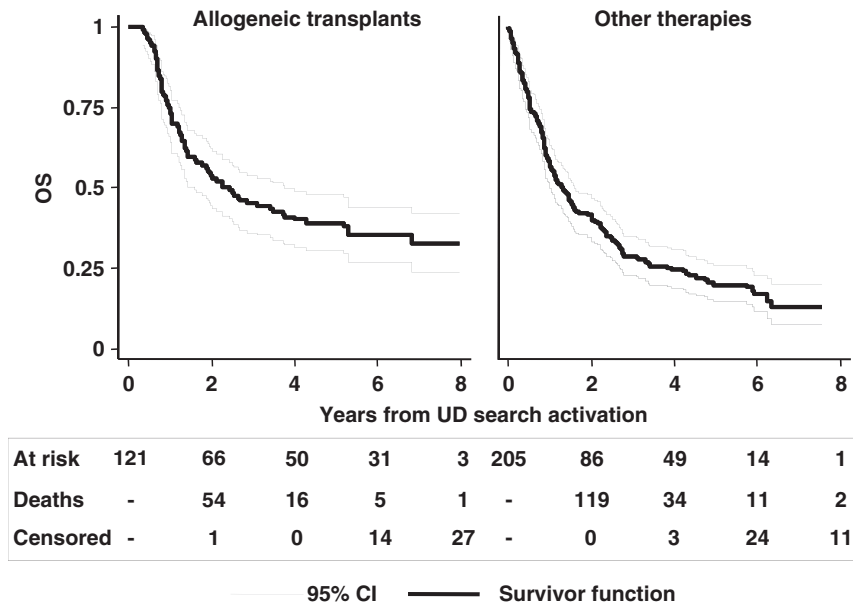 Allogeneic transplants Other therapies
1
0.75
0.5
0.25
0
OS
0 2 4 6 8 0 2 4 6 8
Years from UD search activation
At risk 121 66 50 31 3 205 86 49 14 1
Deaths - 54 16 5 1 - 119 34 11 2
Censored - 1 0 14 27 - 0 3 24 11
95% CI Survivor function